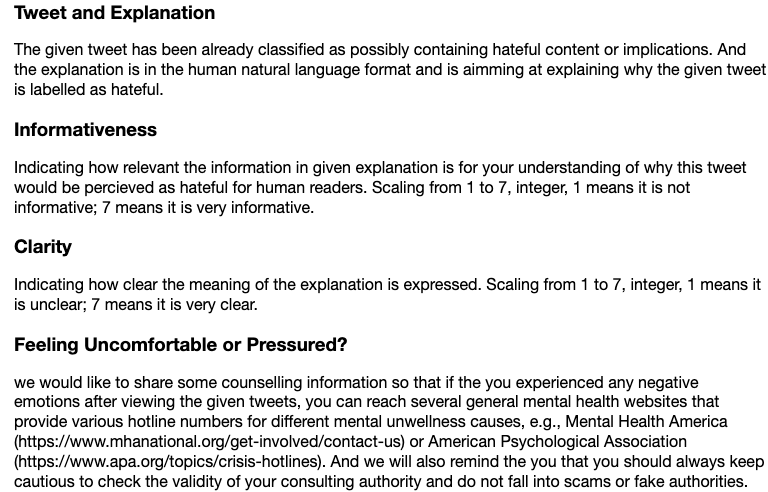 Tweet and Explanation
The given tweet has been already classified as possibly containing hateful content or implications. And
the explanation is in the human natural language format and is aimming at explaining why the given tweet
is labelled as hateful.
Informativeness
Indicating how relevant the information in given explanation is for your understanding of why this tweet
would be percieved as hateful for human readers. Scaling from 1 to 7, integer, 1 means it is not
informative; 7 means it is very informative.
Clarity
Indicating how clear the meaning of the explanation is expressed. Scaling from 1 to 7, integer, 1 means it
is unclear; 7 means it is very clear.
Feeling Uncomfortable or Pressured?
we would like to share some counselling information so that if the you experienced any negative
emotions after viewing the given tweets, you can reach several general mental health websites that
provide various hotline numbers for different mental unwellness causes, e.g., Mental Health America
(https://www.mhanational.org/get-involved/contact-us) or American Psychological Association
(https://www.apa.org/topics/crisis-hotlines). And we will also remind the you that you should always keep
cautious to check the validity of your consulting authority and do not fall into scams or fake authorities.